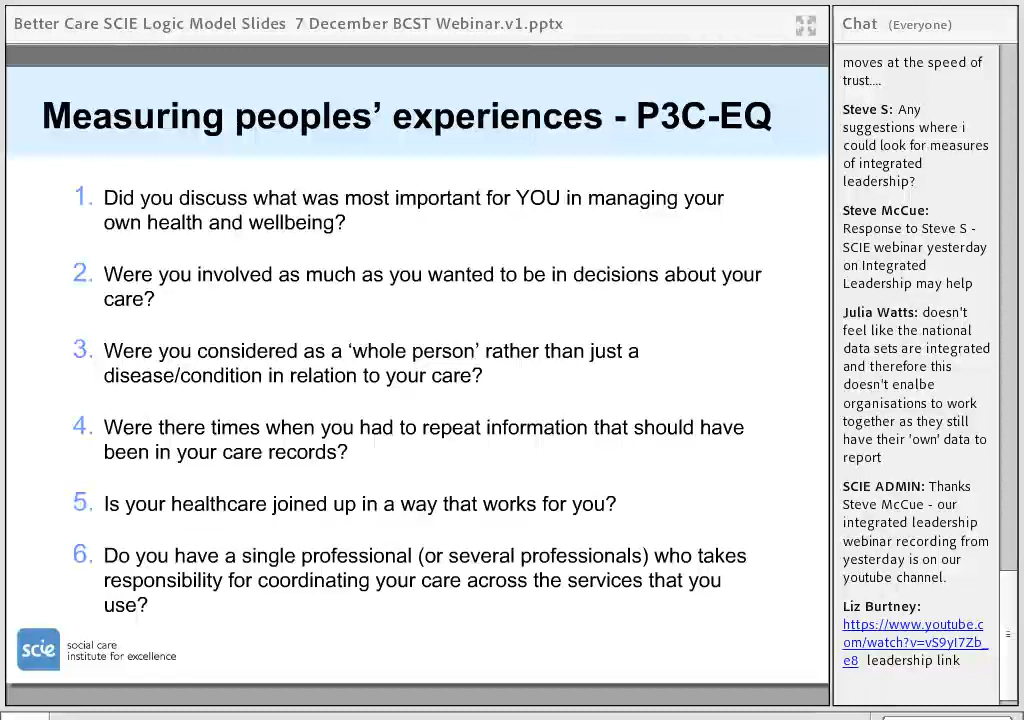 Better Care SCIE Logic Model Slides  7 December BCST Webinar.v1.pptx
Measuring peoples’ experiences - P3C-EQ
1. Did you discuss what was most important for YOU in managing your
own health and wellbeing?
2. Were you involved as much as you wanted to be in decisions about your
care?
3. Were you considered as a ‘whole person’ rather than just a
disease/condition in relation to your care?
4. Were there times when you had to repeat information that should have
been in your care records?
5. Is your healthcare joined up in a way that works for you?
6. Do you have a single professional (or several professionals) who takes
responsibility for coordinating your care across the services that you
use?
scie
social care
institute for excellence
Chat (Everyone)
moves at the speed of
trust....
Steve S: Any
suggestions where i
could look for measures
of integrated
leadership?
Steve McCue:
Response to Steve S -
SCIE webinar yesterday
on Integrated
Leadership may help
Julia Watts: doesn't
feel like the national
data sets are integrated
and therefore this
doesn't enalbe
organisations to work
together as they still
have their 'own' data to
report
SCIE ADMIN: Thanks
Steve McCue - our
integrated leadership
webinar recording from
yesterday is on our
youtube channel.
Liz Burtney:
https://www.youtube.c
om/watch?v=vS9yI7Zb_
e8 leadership link